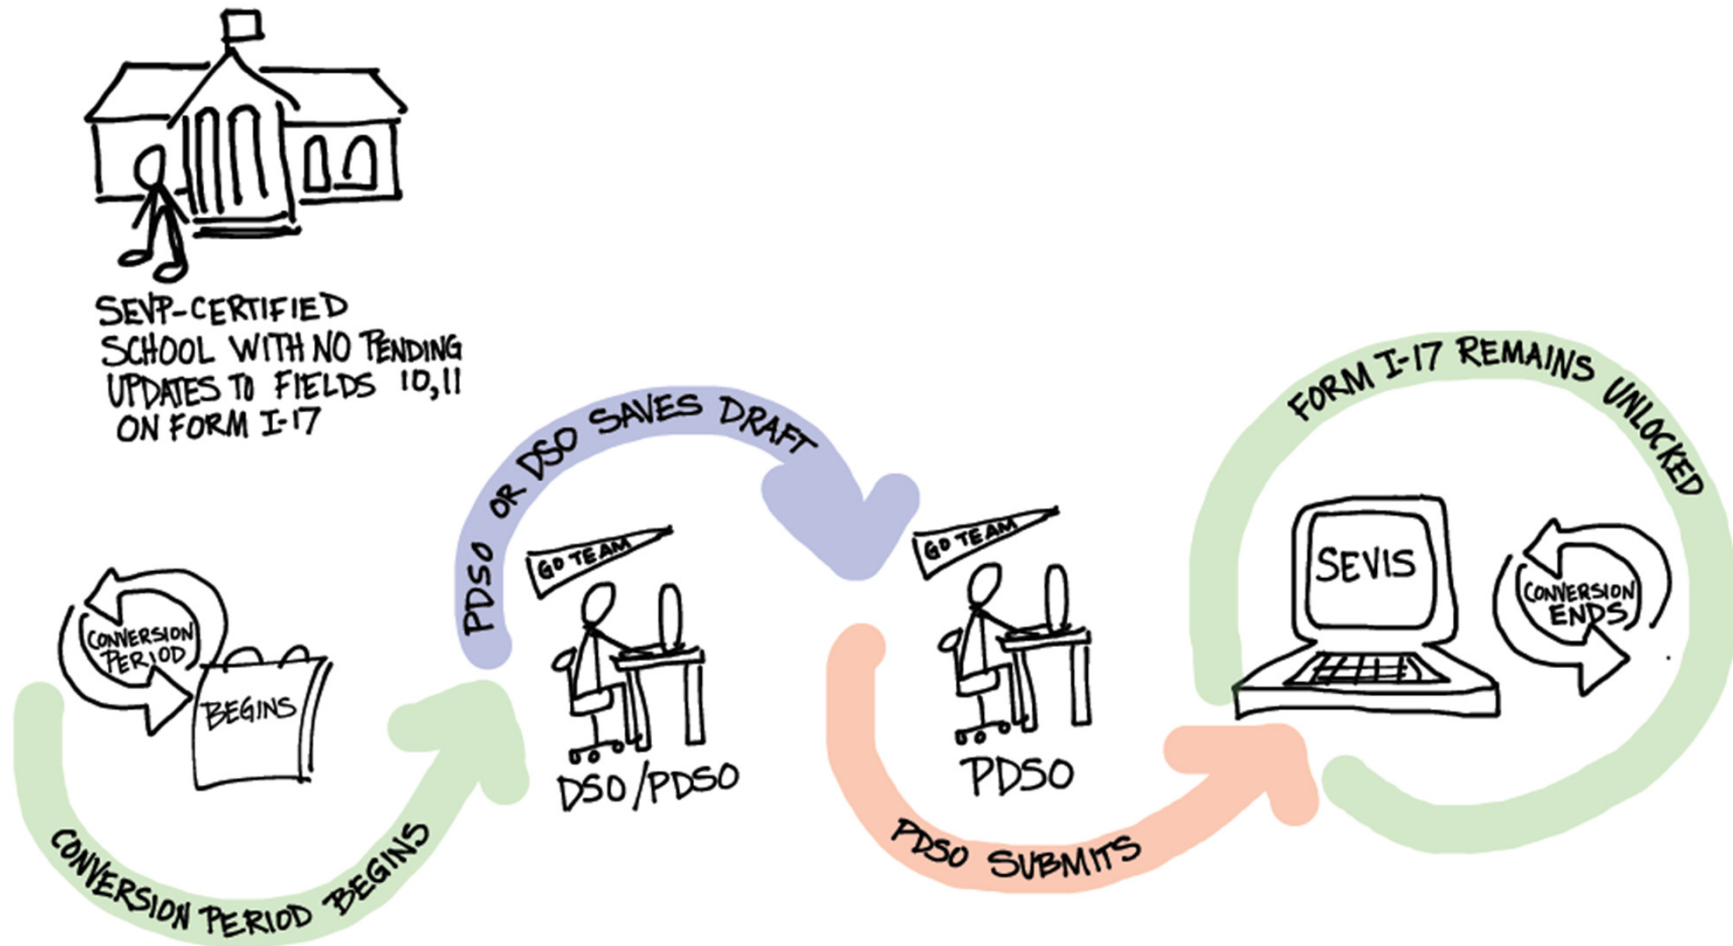 SEVP-CERTIFIED
SCHOOL WITH NO PENDING
UPDATES TO FIELDS 10,11
ON FORM I-17
CONVERSION
PERIOD
BEGINS
CONVERSION PERIOD BEGINS
PDSO OR DSO SAVES DRAFT
GO TEAM
DSO/PDSO
GO TEAM
PDSO
PDSO SUBMITS
FORM I-17 REMAINS UNLOCKED
SEVIS
CONVERSION
ENDS